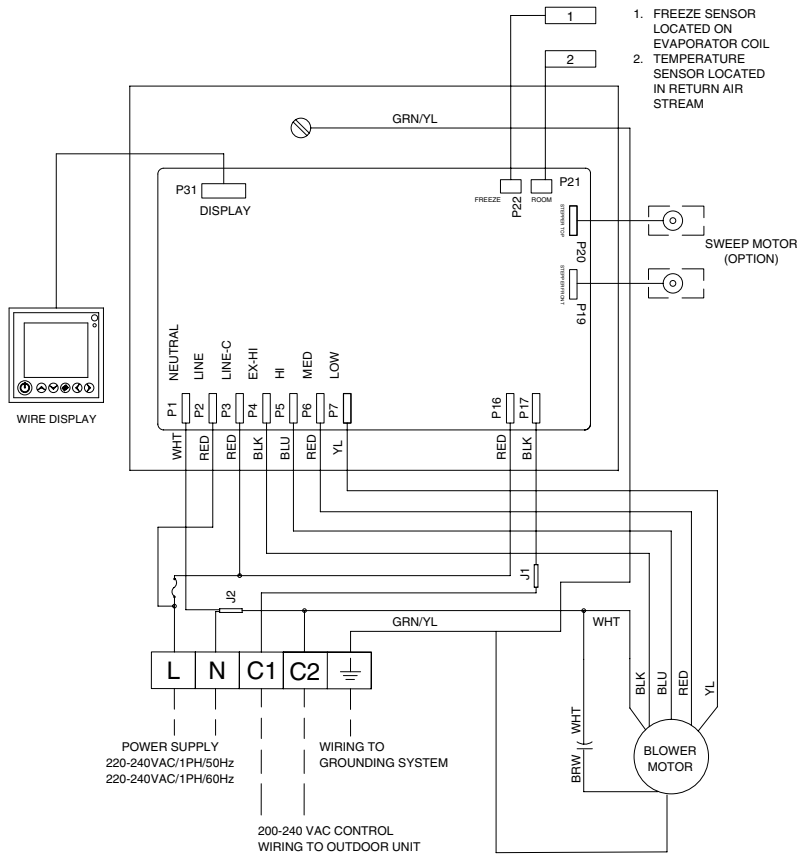 1
2
1. FREEZE SENSOR
LOCATED ON
EVAPORATOR COIL
2. TEMPERATURE
SENSOR LOCATED
IN RETURN AIR
STREAM
GRN/YL
P31
DISPLAY
FREEZE
P22
ROOM
P21
STEPPER TOP
P20
STEPPER FRONT
P19
SWEEP MOTOR
(OPTION)
WIRE DISPLAY
NEUTRAL
LINE
LINE-C
EX-HI
HI
MED
LOW
P1
P2
P3
P4
P5
P6
P7
P16
P17
WHT
RED
RED
BLK
BLU
RED
YL
RED
BLK
J1
J2
GRN/YL
WHT
L
N
C1
C2
BLK
BLU
RED
YL
WHT
BRW
BLOWER
MOTOR
POWER SUPPLY
220-240VAC/1PH/50Hz
220-240VAC/1PH/60Hz
WIRING TO
GROUNDING SYSTEM
200-240 VAC CONTROL
WIRING TO OUTDOOR UNIT